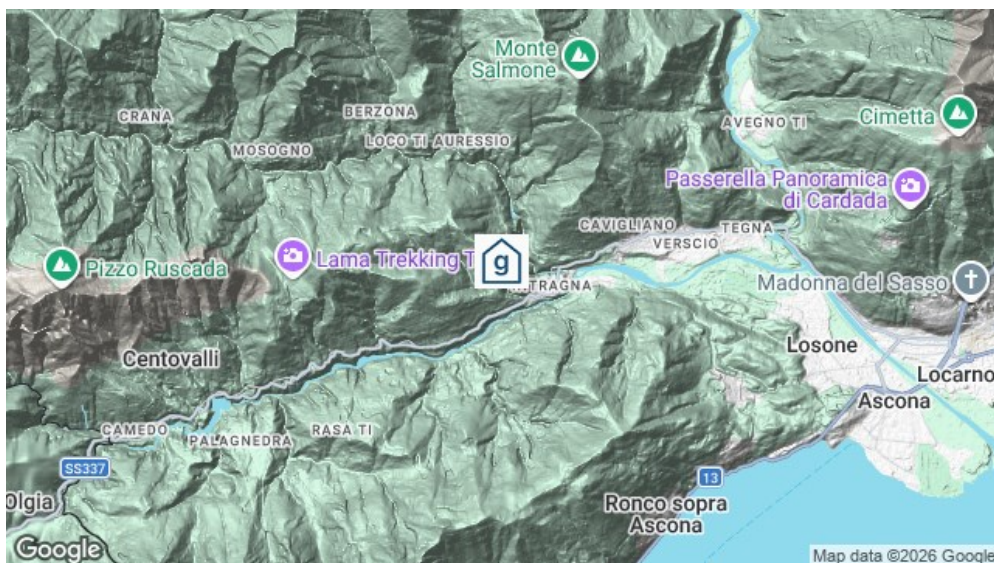 Monte
Salmone
CRANA
BERZONA
Cimetta
AVEGNO TI
MOSOGNO
LOCO TI AURESSIO
Passerella Panoramica
di Cardada
CAVIGLIANO
TEGNA
VERSCIO
Pizzo Ruscada
Lama Trekking
g
Madonna del Sasso
Centovalli
Losone
Locarno
Ascona
CAMEDO
PALAGNEDRA
RASA TI
SS337
13
Ronco sopra
Ascona
Google
Map data ©2026 Google